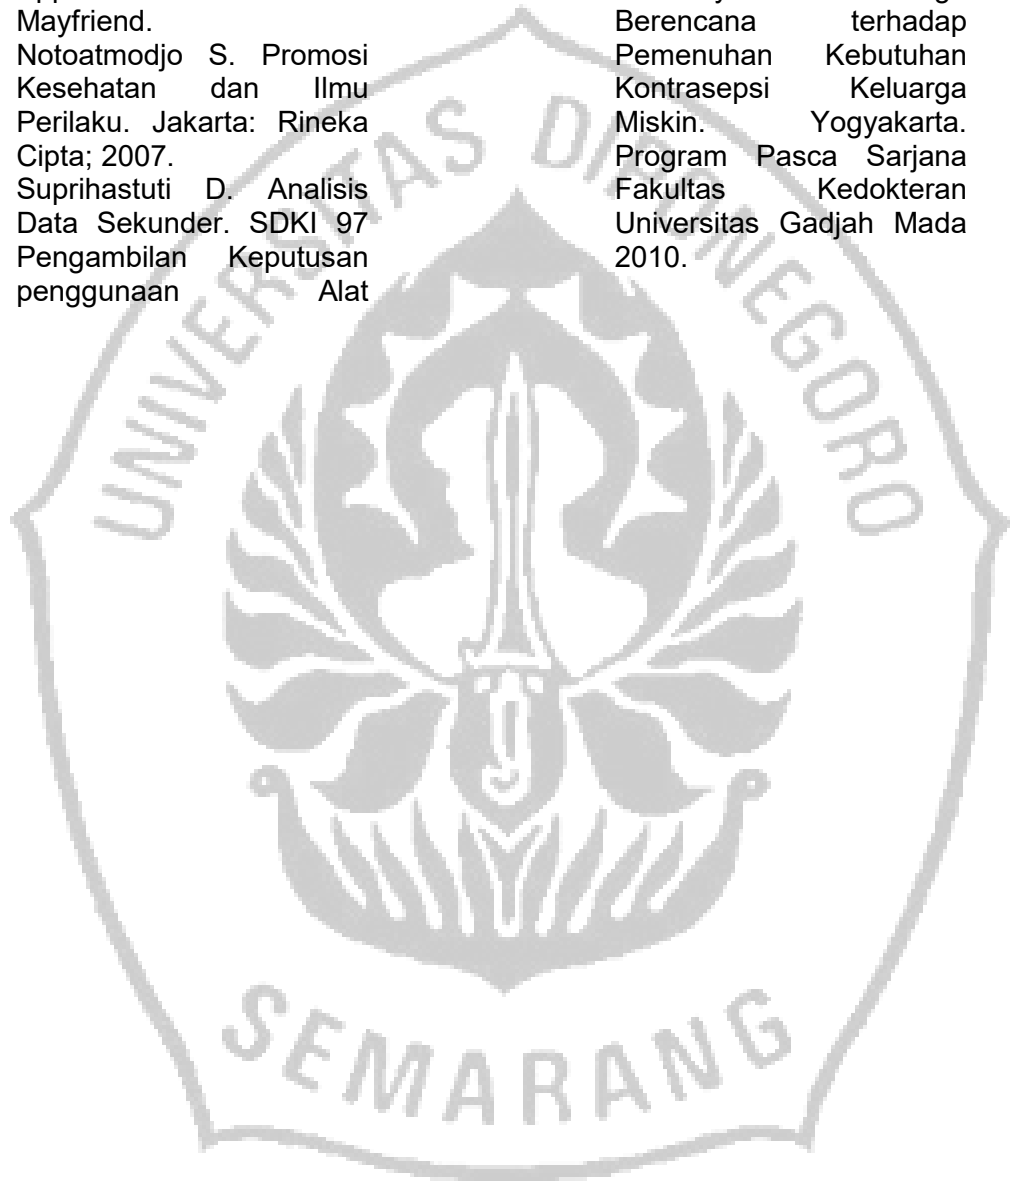 Mayfriend.
Notoatmodjo S. Promosi
Kesehatan dan Ilmu
Perilaku. Jakarta: Rineka
Cipta; 2007.
Suprihastuti D. Analisis
Data Sekunder. SDKI 97
Pengambilan Keputusan
penggunaan Alat
Berencana terhadap
Pemenuhan Kebutuhan
Kontrasepsi Keluarga
Miskin. Yogyakarta.
Program Pasca Sarjana
Fakultas Kedokteran
Universitas Gadjah Mada
2010.
UNIVERSITAS DIPONEGORO
SEMARANG